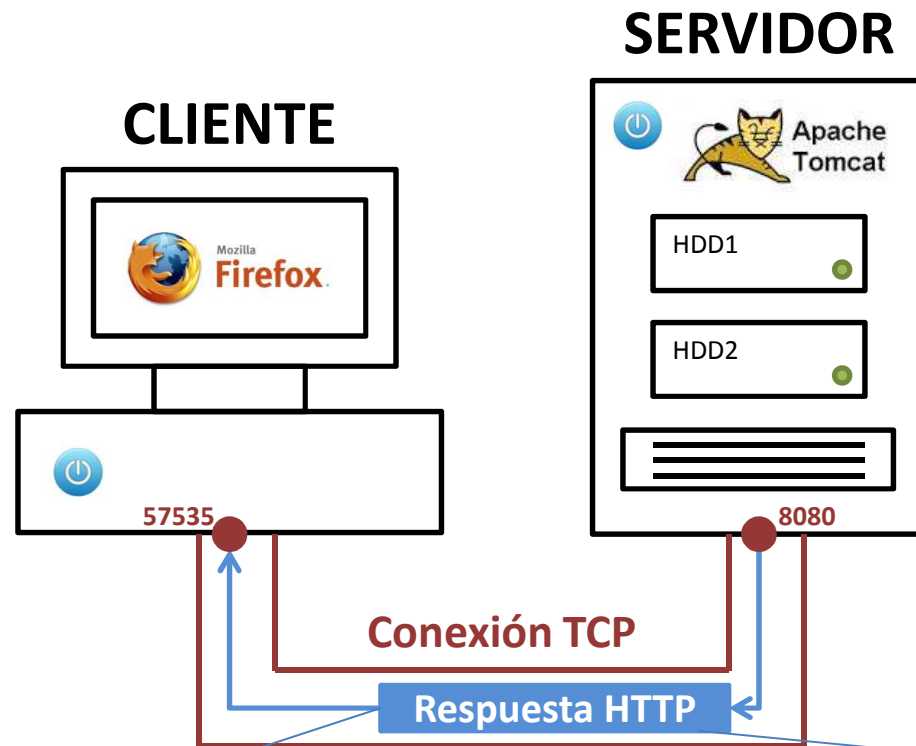 SERVIDOR
CLIENTE
Apache
Tomcat
Mozilla
Firefox.
HDD1
HDD2
57535
8080
Conexión TCP
Respuesta HTTP